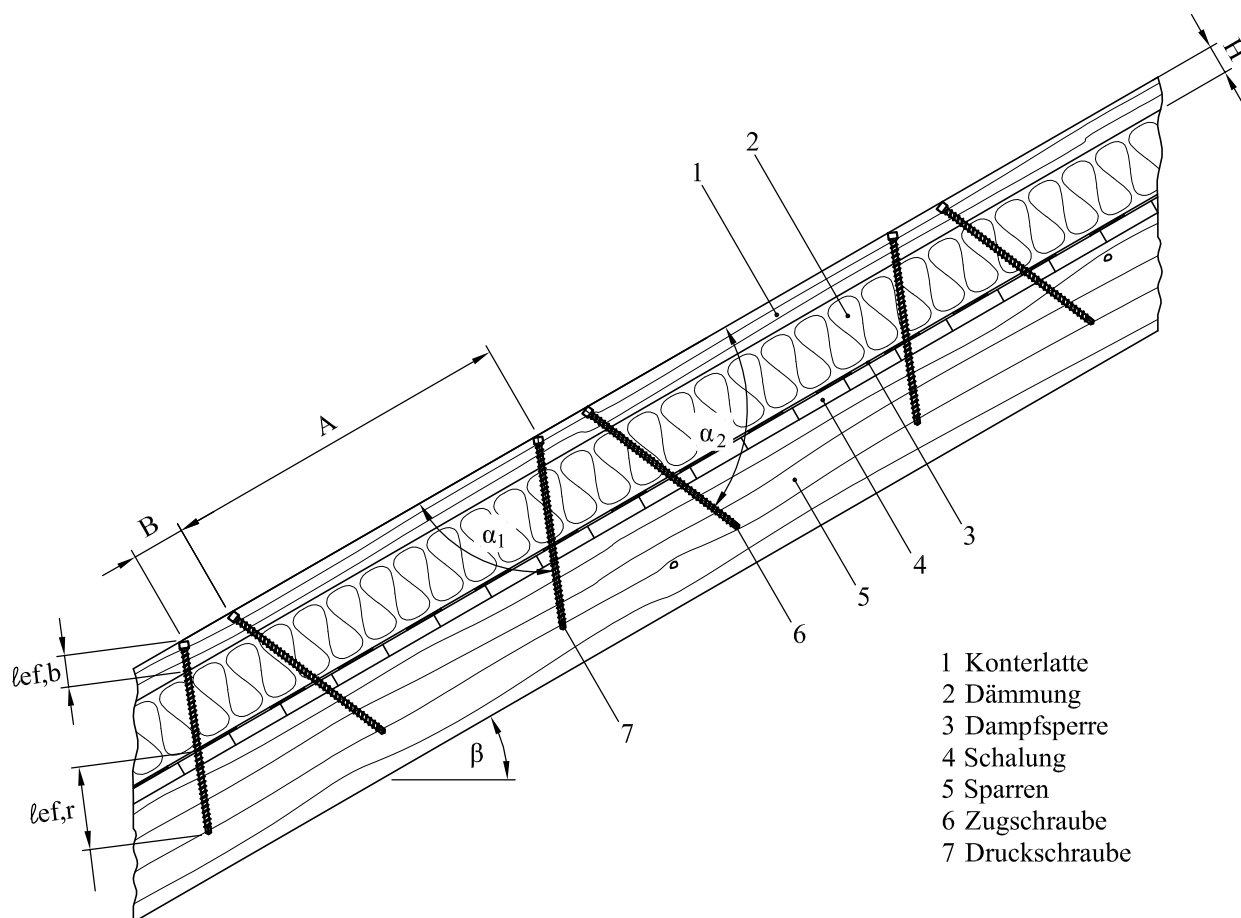 H
2
1
A
α2
B
α1
3
4
5
6
ℓef,b
1 Konterlatte
2 Dämmung
3 Dampfsperre
4 Schalung
5 Sparren
6 Zugschraube
7 Druckschraube
7
β
ℓef,r